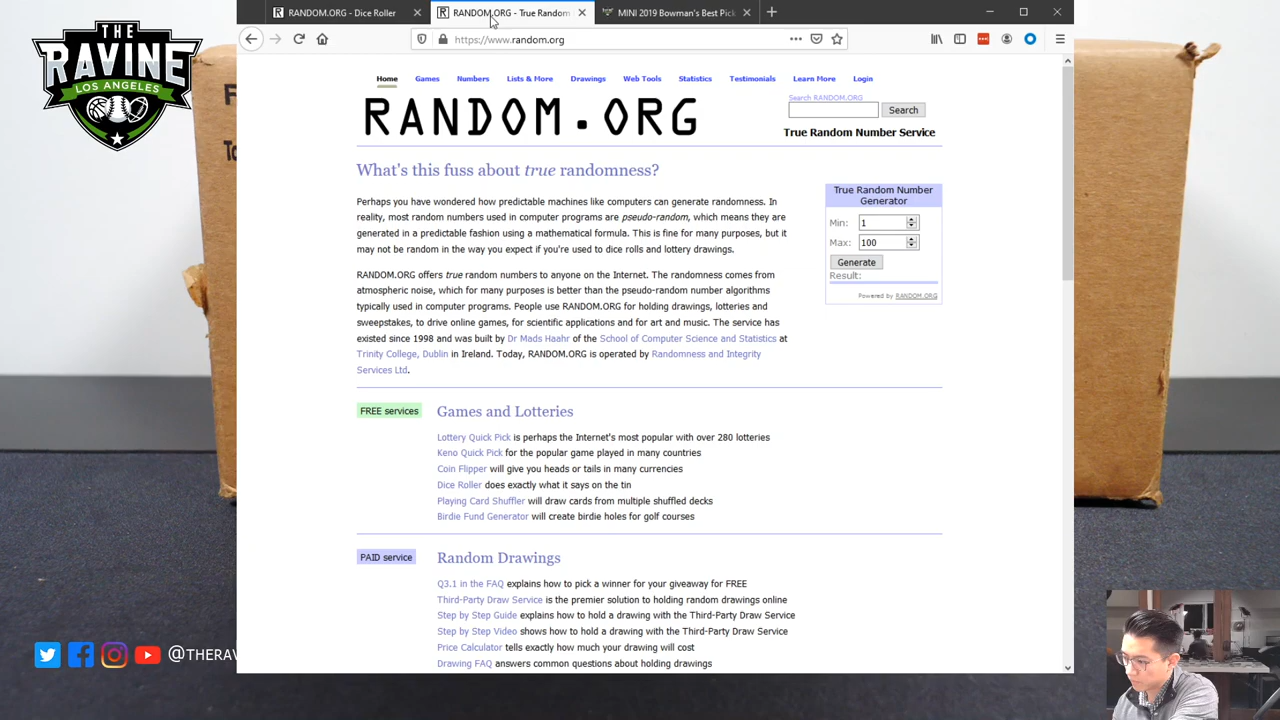 THE
RAVINE
LOS ANGELES
RANDOM.ORG - Dice Roller
RANDOM.ORG - True Random
MINI 2019 Bowman's Best Pick
https://www.random.org
Home Games Numbers Lists & More Drawings Web Tools Statistics Testimonials Learn More Login
RANDOM.ORG
Search RANDOM.ORG
Search
True Random Number Service
What's this fuss about true randomness?
Perhaps you have wondered how predictable machines like computers can generate randomness. In
reality, most random numbers used in computer programs are pseudo-random, which means they are
generated in a predictable fashion using a mathematical formula. This is fine for many purposes, but it
may not be random in the way you expect if you're used to dice rolls and lottery drawings.
RANDOM.ORG offers true random numbers to anyone on the Internet. The randomness comes from
atmospheric noise, which for many purposes is better than the pseudo-random number algorithms
typically used in computer programs. People use RANDOM.ORG for holding drawings, lotteries and
sweepstakes, to drive online games, for scientific applications and for art and music. The service has
existed since 1998 and was built by Dr Mads Haahr of the School of Computer Science and Statistics at
Trinity College, Dublin in Ireland. Today, RANDOM.ORG is operated by Randomness and Integrity
Services Ltd.
True Random Number
Generator
Min: 1
Max: 100
Generate
Result:
Powered by RANDOM.ORG
FREE services
Games and Lotteries
Lottery Quick Pick is perhaps the Internet's most popular with over 280 lotteries
Keno Quick Pick for the popular game played in many countries
Coin Flipper will give you heads or tails in many currencies
Dice Roller does exactly what it says on the tin
Playing Card Shuffler will draw cards from multiple shuffled decks
Birdie Fund Generator will create birdie holes for golf courses
PAID service
Random Drawings
Q3.1 in the FAQ explains how to pick a winner for your giveaway for FREE
Third-Party Draw Service is the premier solution to holding random drawings online
Step by Step Guide explains how to hold a drawing with the Third-Party Draw Service
Step by Step Video shows how to hold a drawing with the Third-Party Draw Service
Price Calculator tells exactly how much your drawing will cost
Drawing FAQ answers common questions about holding drawings
@THERAV